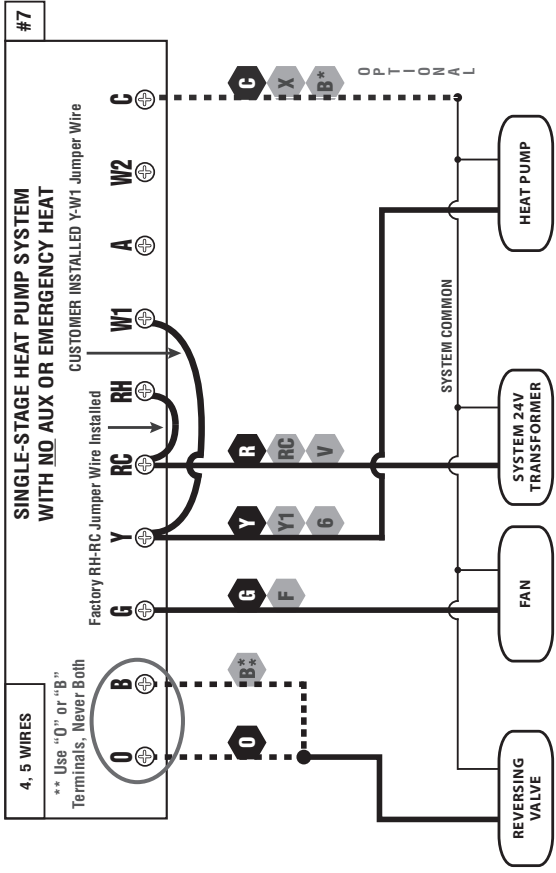 #7
SINGLE-STAGE HEAT PUMP SYSTEM
WITH NO AUX OR EMERGENCY HEAT
4, 5 WIRES
** Use "O" or "B"
Terminals, Never Both
Factory RH-RC Jumper Wire Installed
CUSTOMER INSTALLED Y-W1 Jumper Wire
O B G Y RC RH W1 A W2 C
O B** G Y R C
F Y1 RC X
6 V B*
OPTIONAL
SYSTEM COMMON
REVERSING
VALVE
FAN
SYSTEM 24V
TRANSFORMER
HEAT PUMP